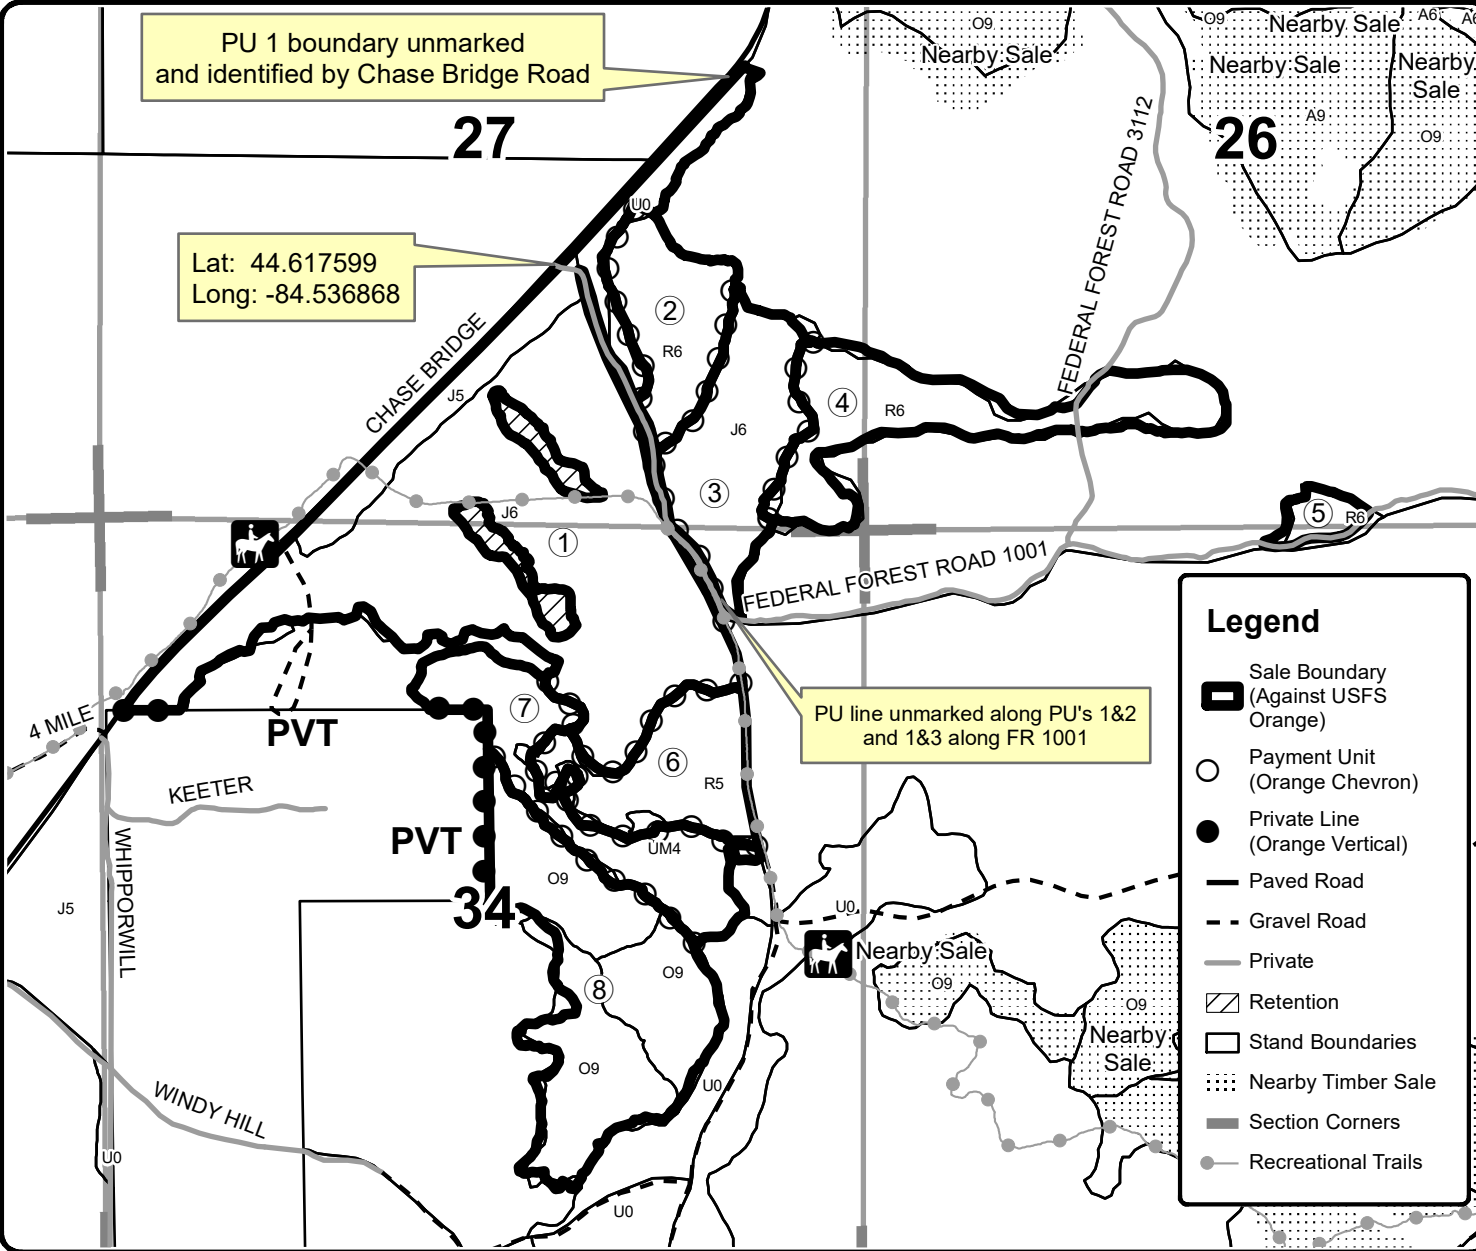 PU 1 boundary unmarked
and identified by Chase Bridge Road
O9
Nearby Sale
O9
Nearby Sale
A6
A6
Nearby Sale
Nearby
Sale
A9
O9
27
26
FEDERAL FOREST ROAD 3112
U0
Lat: 44.617599
Long: -84.536868
2
R6
CHASE BRIDGE
J5
4
R6
J6
3
J6
1
5
R6
FEDERAL FOREST ROAD 1001
4 MILE
PVT
7
PU line unmarked along PU's 1&2
and 1&3 along FR 1001
6
R5
KEETER
PVT
UM4
WHIPPORWILL
O9
34
J5
U0
Nearby Sale
O9
O9
8
O9
Nearby
Sale
O9
U0
WINDY HILL
U0
U0
Legend
Sale Boundary
(Against USFS
Orange)
Payment Unit
(Orange Chevron)
Private Line
(Orange Vertical)
Paved Road
Gravel Road
Private
Retention
Stand Boundaries
Nearby Timber Sale
Section Corners
Recreational Trails